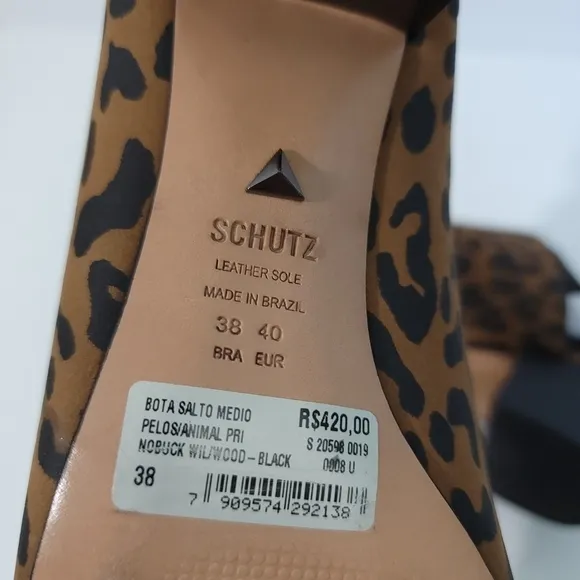 SCHUTZ
LEATHER SOLE
MADE IN BRAZIL
38 40
BRA EUR
BOTA SALTO MEDIO
PELOS/ANIMAL PRI
NOBUCK WIL/WOOD-BLACK
38
R$420,00
S 20598 0019
0008 U
7 909574 292138